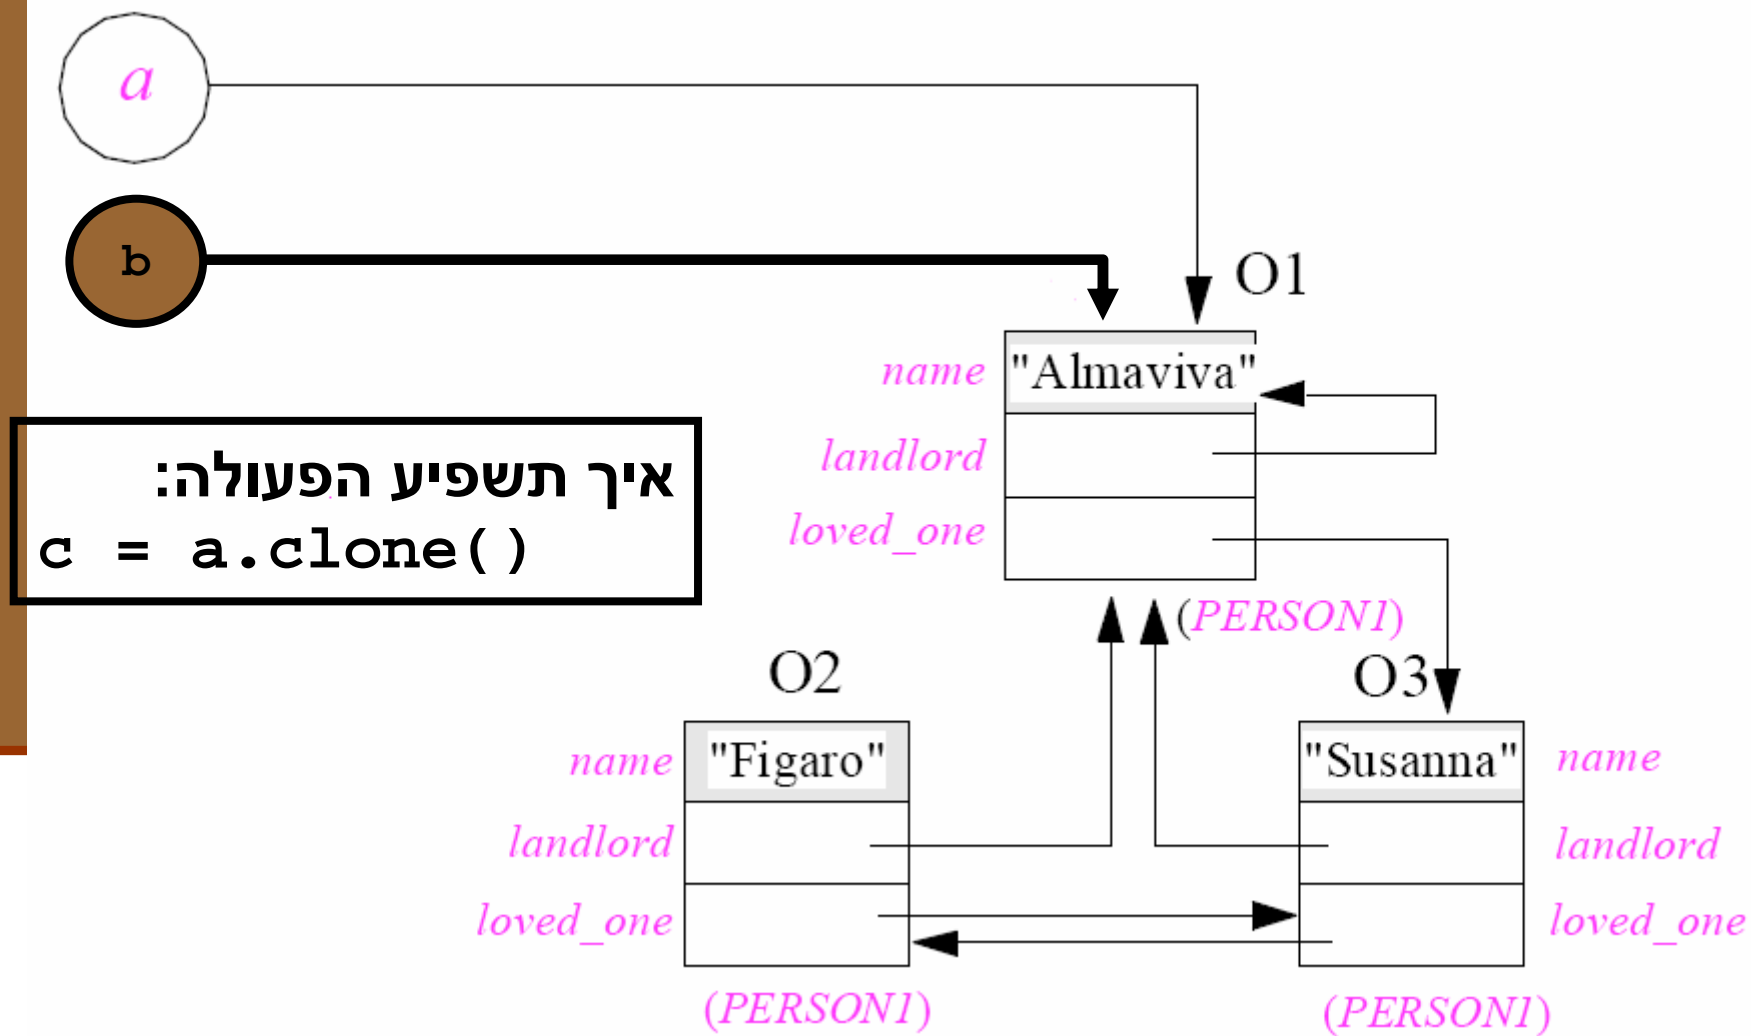 a
b
O1
name "Almaviva"
landlord
loved_one
(PERSON1)
איך תשפיע הפעולה:
c = a.clone()
O2
name "Figaro"
landlord
loved_one
(PERSON1)
O3
"Susanna" name
landlord
loved_one
(PERSON1)